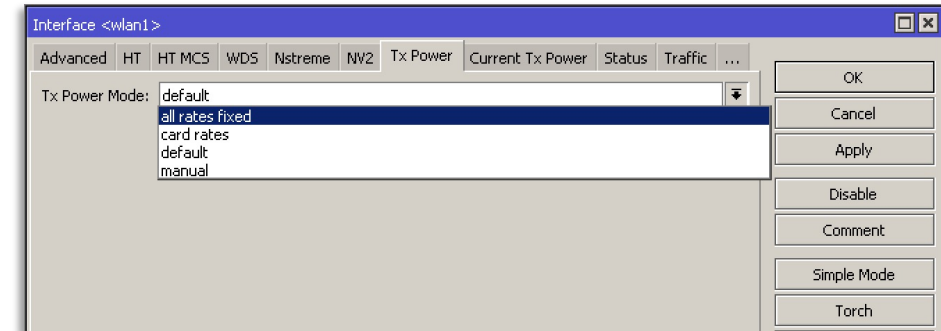 Interface <wlan1>
Advanced HT HT MCS WDS Nstreme NV2 Tx Power Current Tx Power Status Traffic ...
Tx Power Mode: default
all rates fixed
card rates
default
manual
OK
Cancel
Apply
Disable
Comment
Simple Mode
Torch